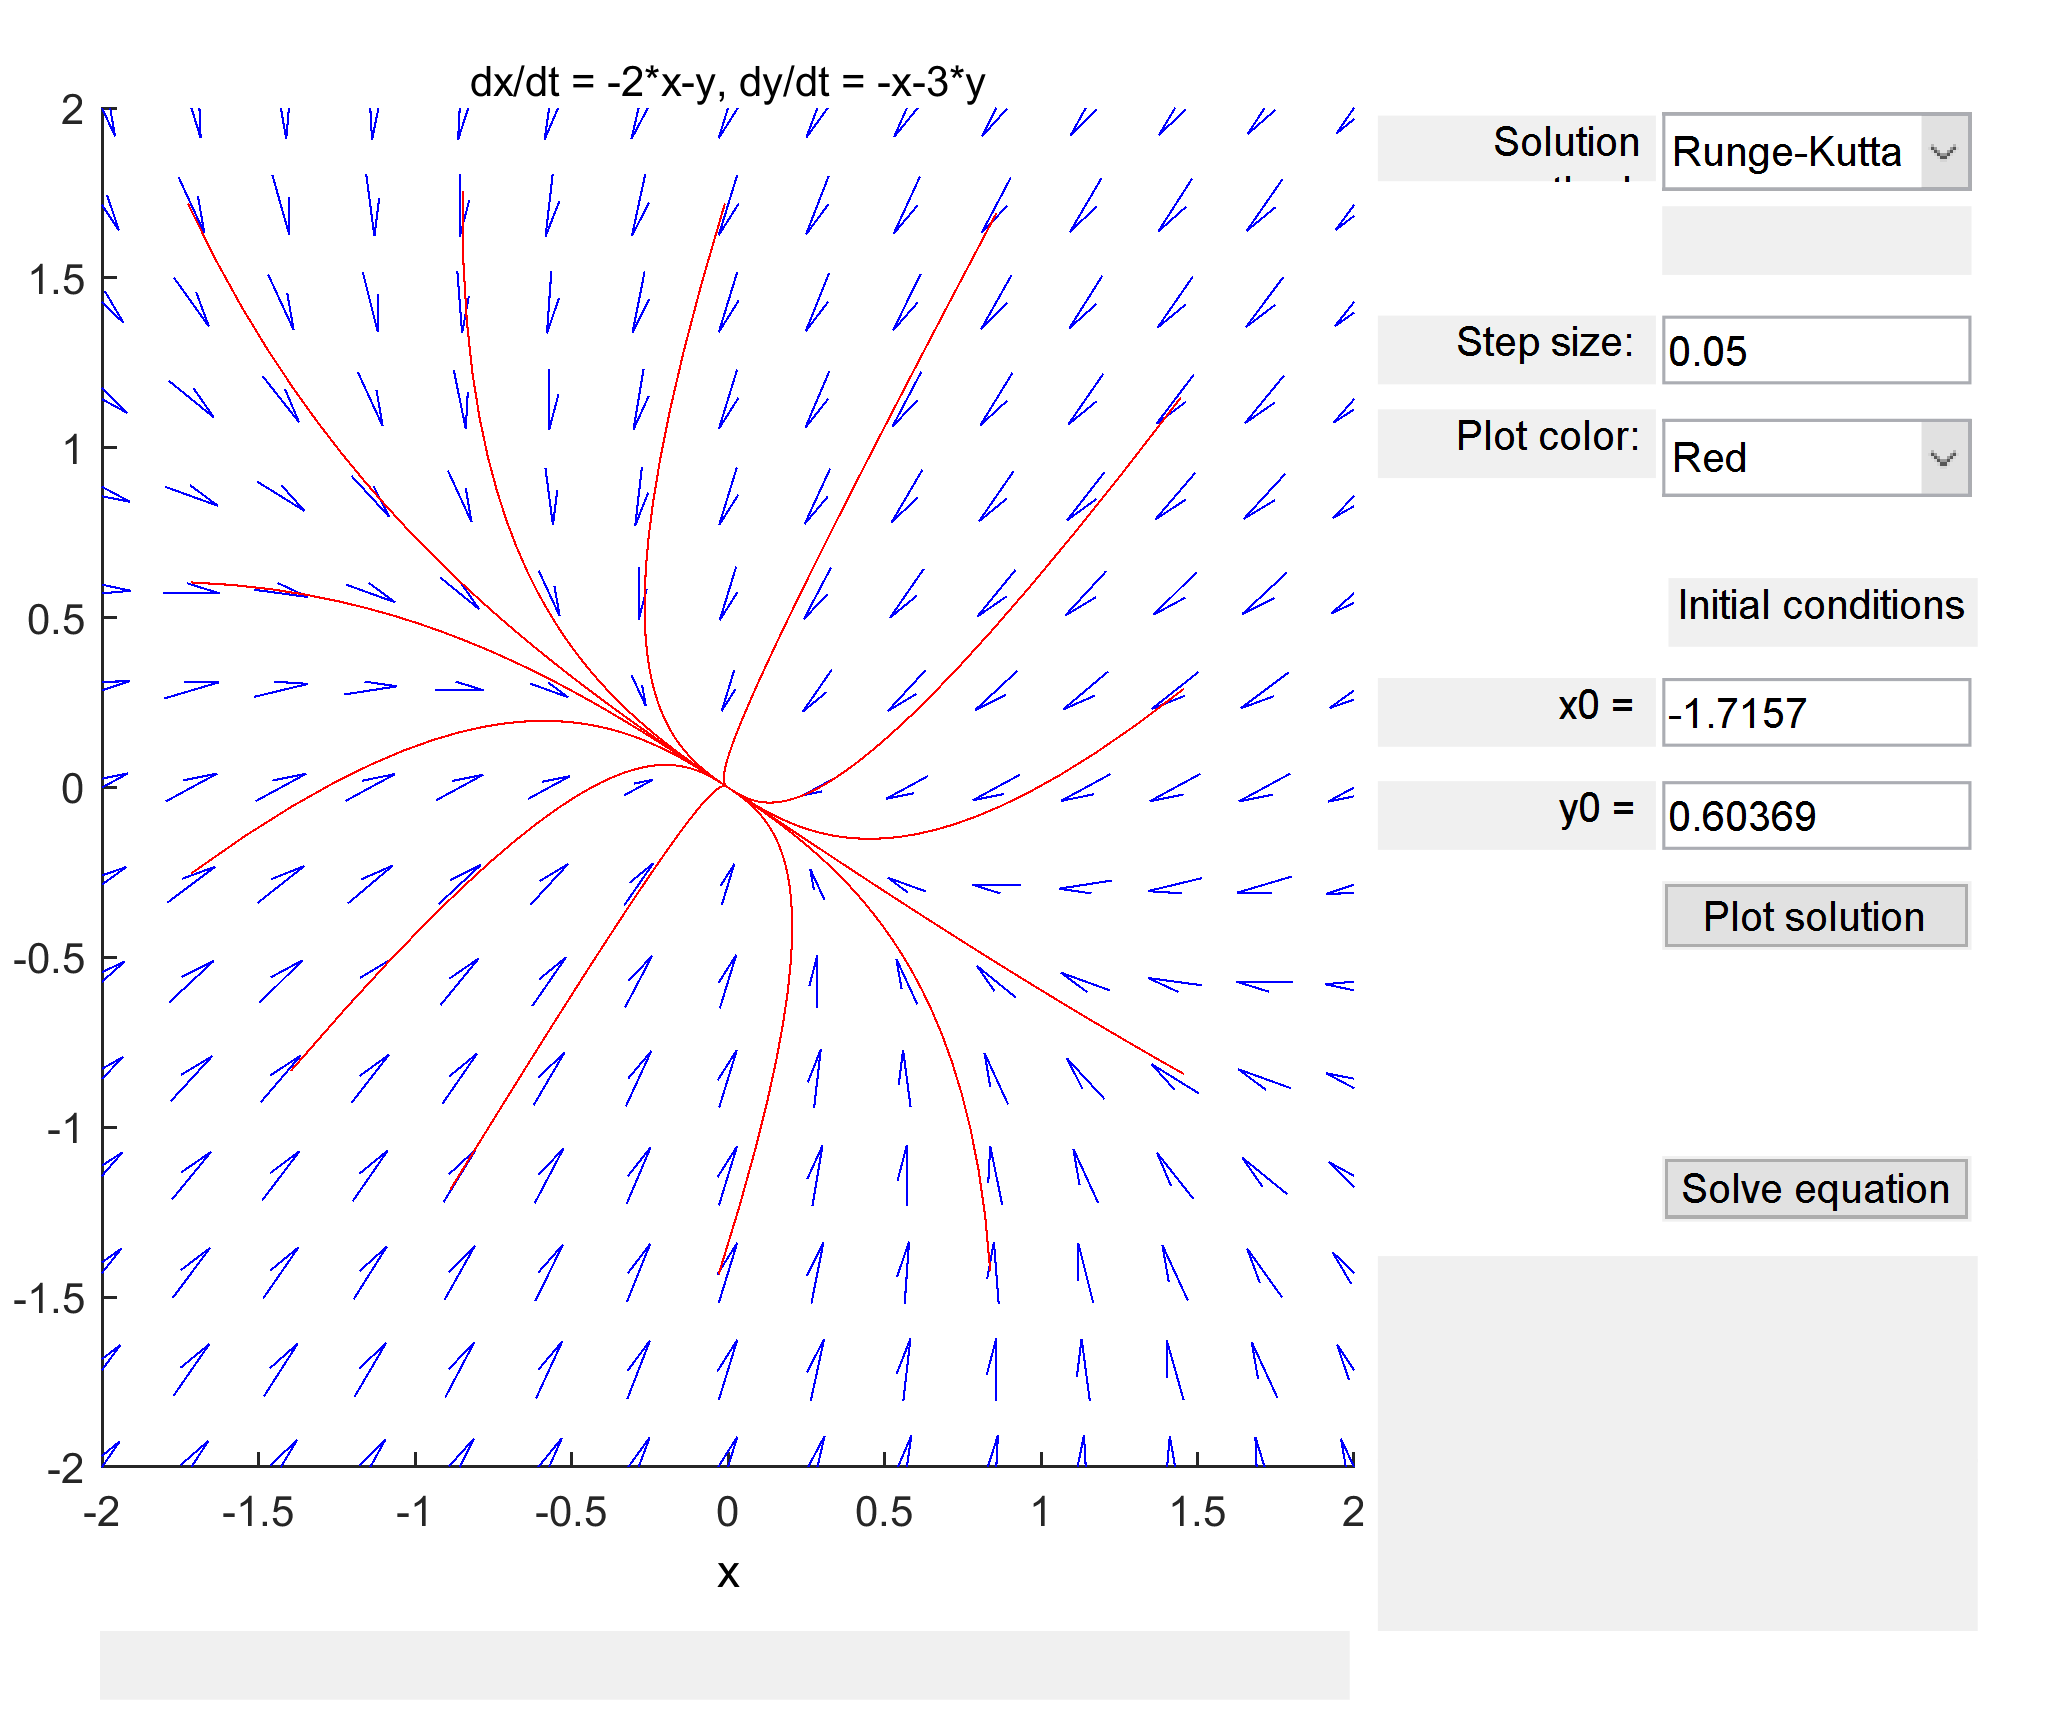 dx/dt = -2*x-y, dy/dt = -x-3*y
2
1.5
1
0.5
0
-0.5
-1
-1.5
-2
-2 -1.5 -1 -0.5 0 0.5 1 1.5 2
x
Solution
Runge-Kutta
Step size:
0.05
Plot color:
Red
Initial conditions
x0 =
-1.7157
y0 =
0.60369
Plot solution
Solve equation